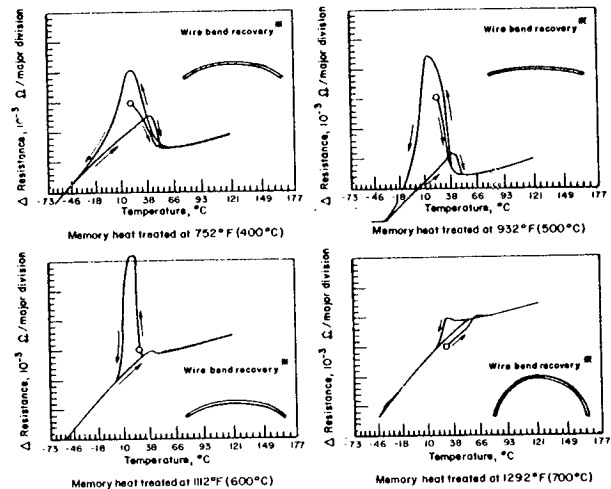 Δ Resistance, 10⁻³ Ω/major division
Wire band recovery *
-73 -46 -18 10 38 66 93 121 149 177
Temperature, °C
Memory heat treated at 752°F (400°C)
Δ Resistance, 10⁻³ Ω/major division
Wire band recovery *
-73 -46 -18 10 38 66 93 121 149 177
Temperature, °C
Memory heat treated at 932°F (500°C)
Δ Resistance, 10⁻³ Ω/major division
Wire band recovery *
-73 -46 -18 10 38 66 93 121 149 177
Temperature, °C
Memory heat treated at 1112°F (600°C)
Δ Resistance, 10⁻³ Ω/major division
Wire band recovery *
-73 -46 -18 10 38 66 93 121 149 177
Temperature, °C
Memory heat treated at 1292°F (700°C)